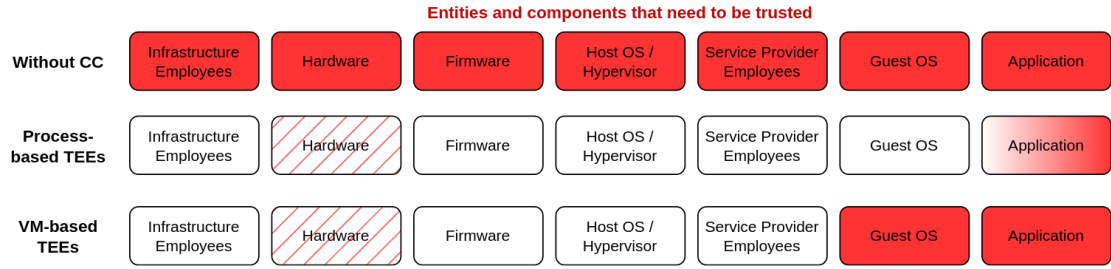 Entities and components that need to be trusted
Without CC
Infrastructure
Employees
Hardware
Firmware
Host OS /
Hypervisor
Service Provider
Employees
Guest OS
Application
Process-
based TEEs
Infrastructure
Employees
Hardware
Firmware
Host OS /
Hypervisor
Service Provider
Employees
Guest OS
Application
VM-based
TEEs
Infrastructure
Employees
Hardware
Firmware
Host OS /
Hypervisor
Service Provider
Employees
Guest OS
Application